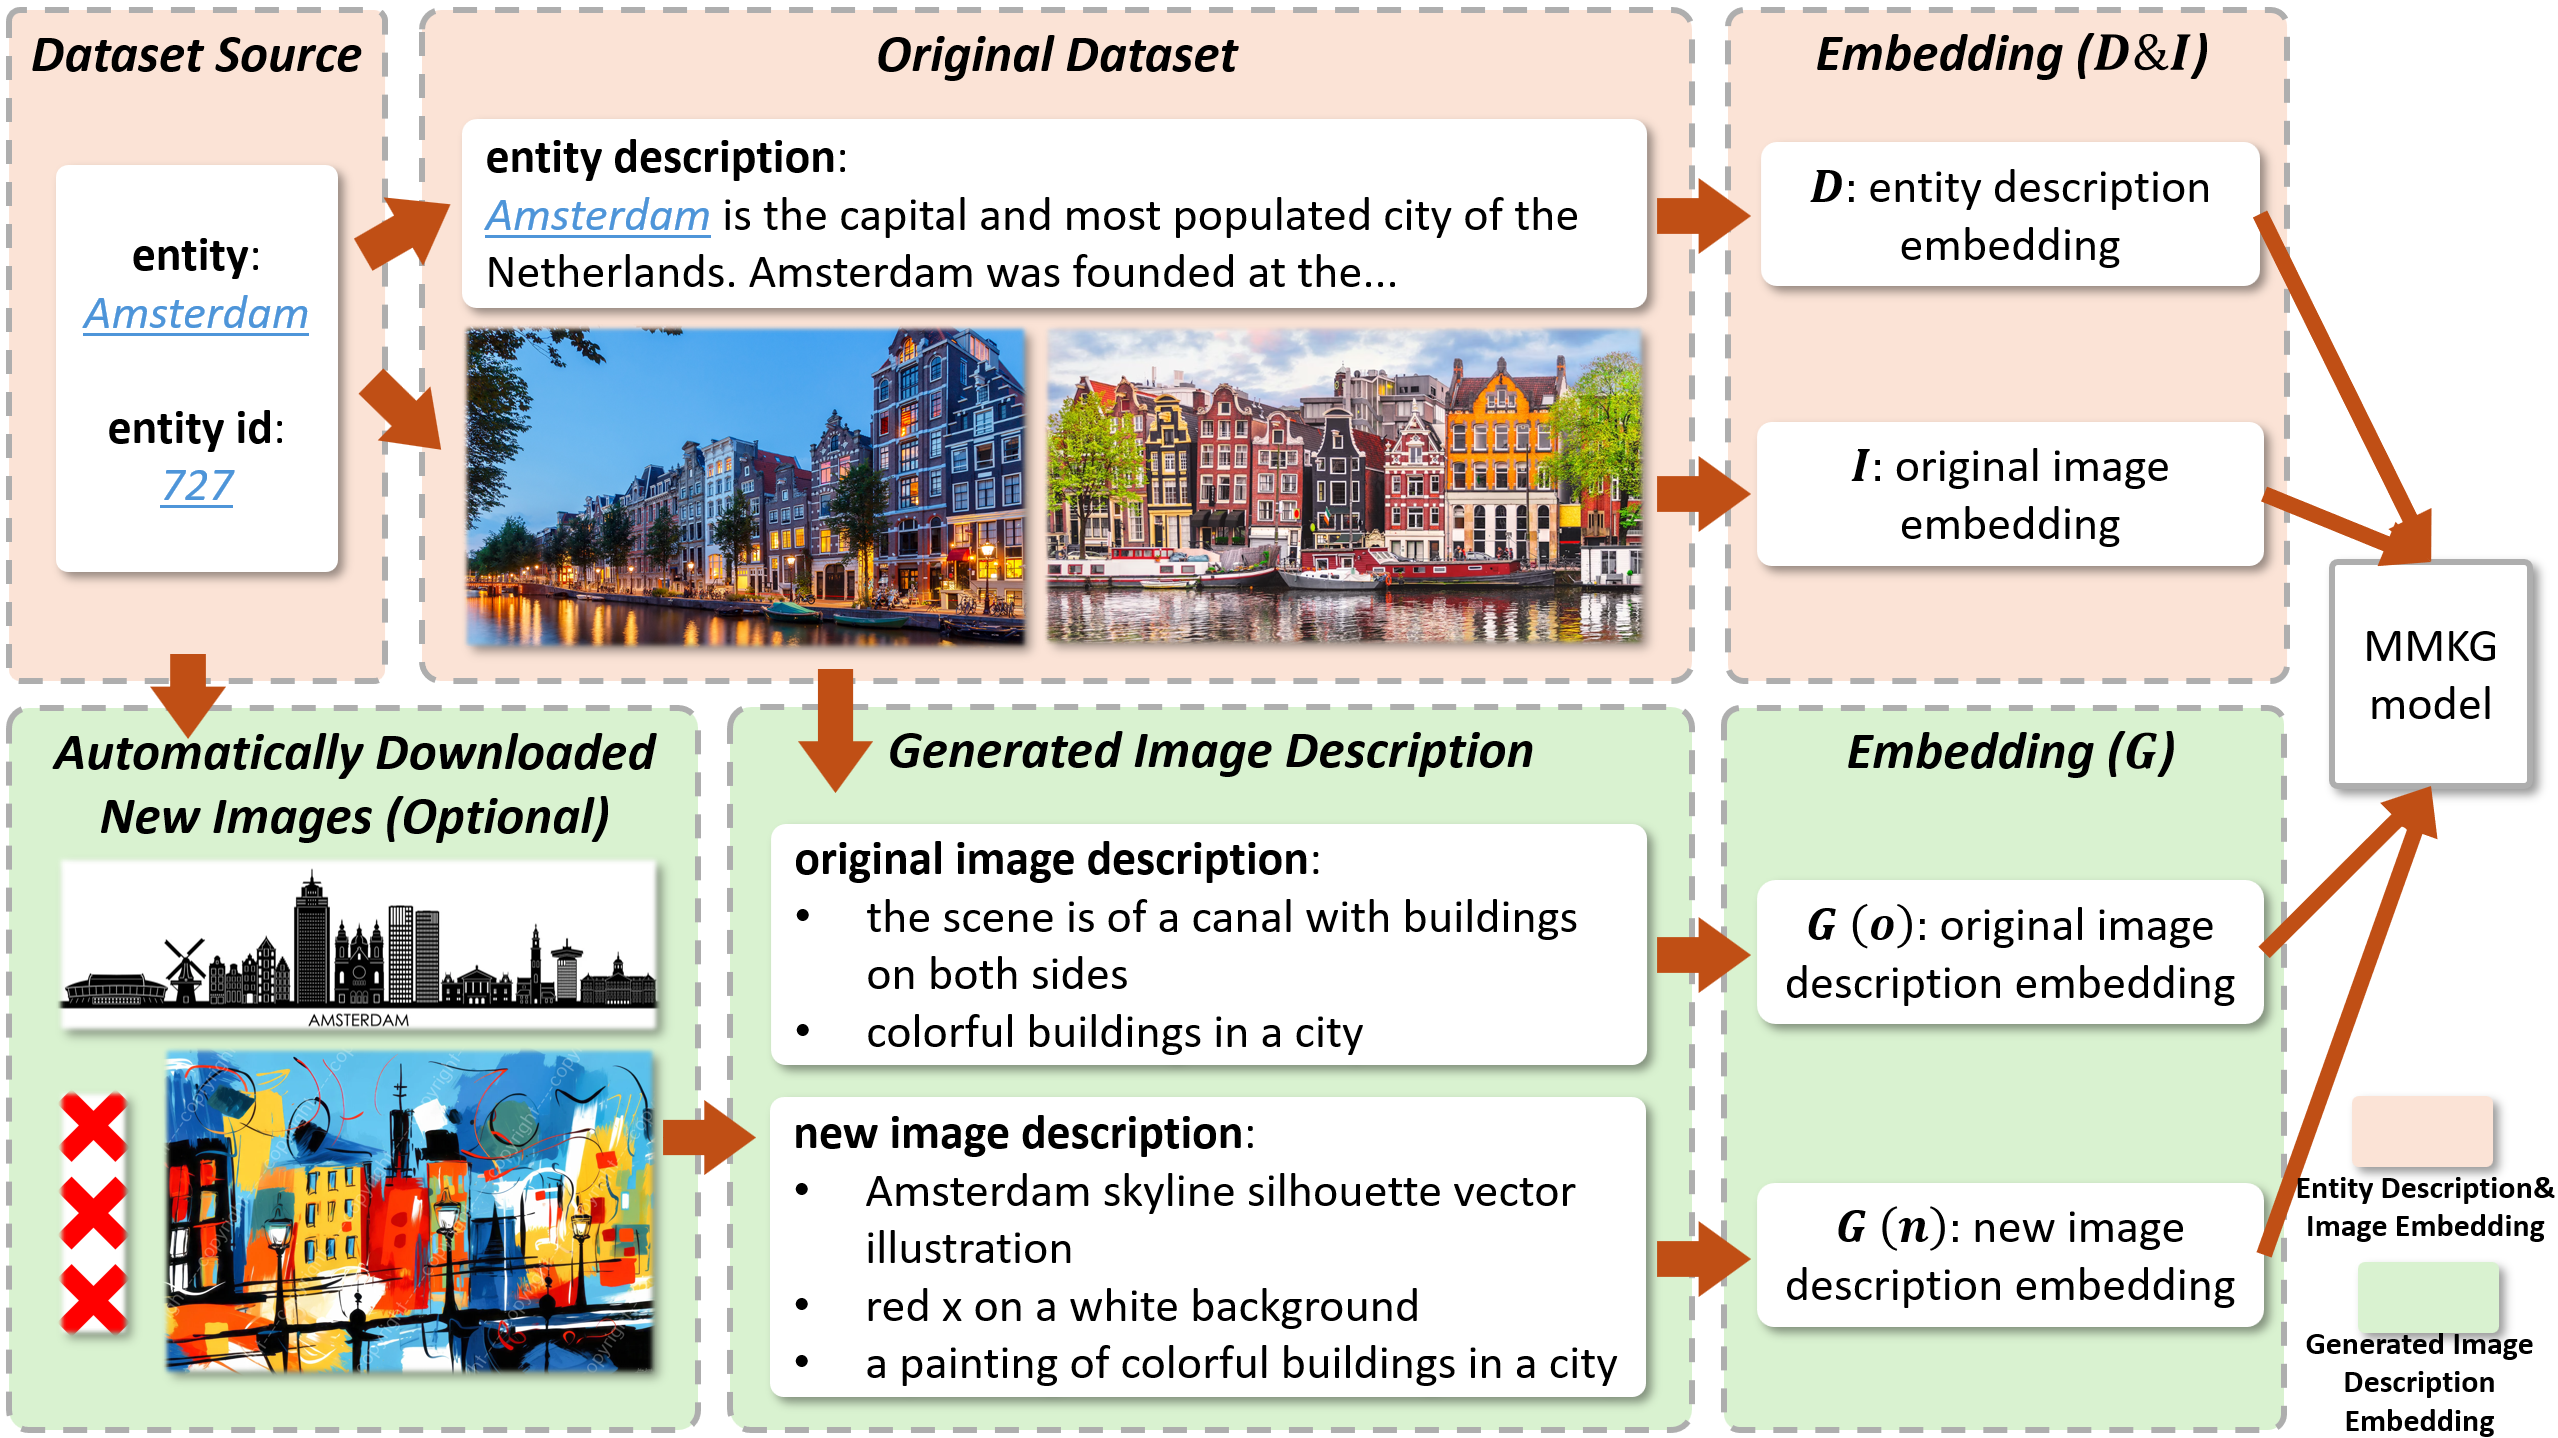 Dataset Source
entity:
Amsterdam
entity id:
727
Original Dataset
entity description:
Amsterdam is the capital and most populated city of the
Netherlands. Amsterdam was founded at the...
Embedding (D&I)
D: entity description
embedding
I: original image
embedding
MMKG
model
Automatically Downloaded
New Images (Optional)
AMSTERDAM
Generated Image Description
original image description:
• the scene is of a canal with buildings
on both sides
• colorful buildings in a city
new image description:
• Amsterdam skyline silhouette vector
illustration
• red x on a white background
• a painting of colorful buildings in a city
Embedding (G)
G (o): original image
description embedding
G (n): new image
description embedding
Entity Description&
Image Embedding
Generated Image
Description
Embedding